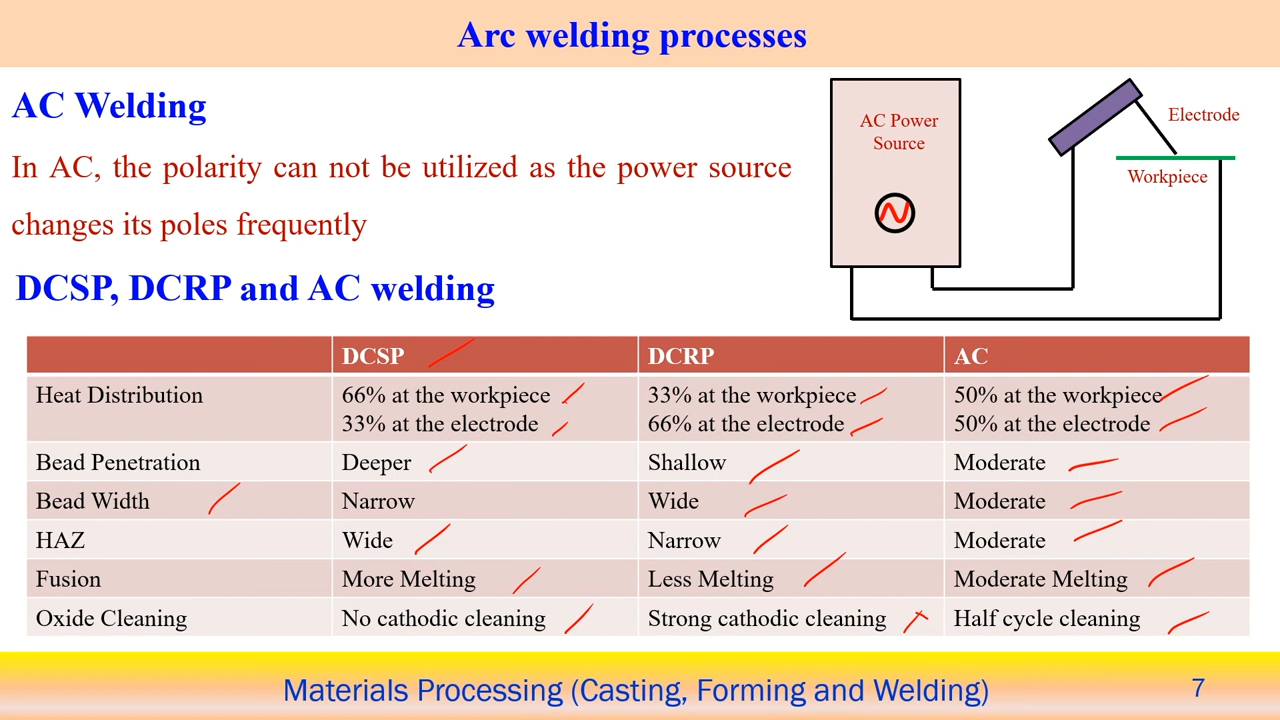 Arc welding processes
AC Welding
In AC, the polarity can not be utilized as the power source
changes its poles frequently
AC Power
Source
Electrode
Workpiece
DCSP, DCRP and AC welding
DCSP DCRP AC
Heat Distribution 66% at the workpiece 33% at the workpiece 50% at the workpiece
33% at the electrode 66% at the electrode 50% at the electrode
Bead Penetration Deeper Shallow Moderate
Bead Width Narrow Wide Moderate
HAZ Wide Narrow Moderate
Fusion More Melting Less Melting Moderate Melting
Oxide Cleaning No cathodic cleaning Strong cathodic cleaning Half cycle cleaning
Materials Processing (Casting, Forming and Welding)
7